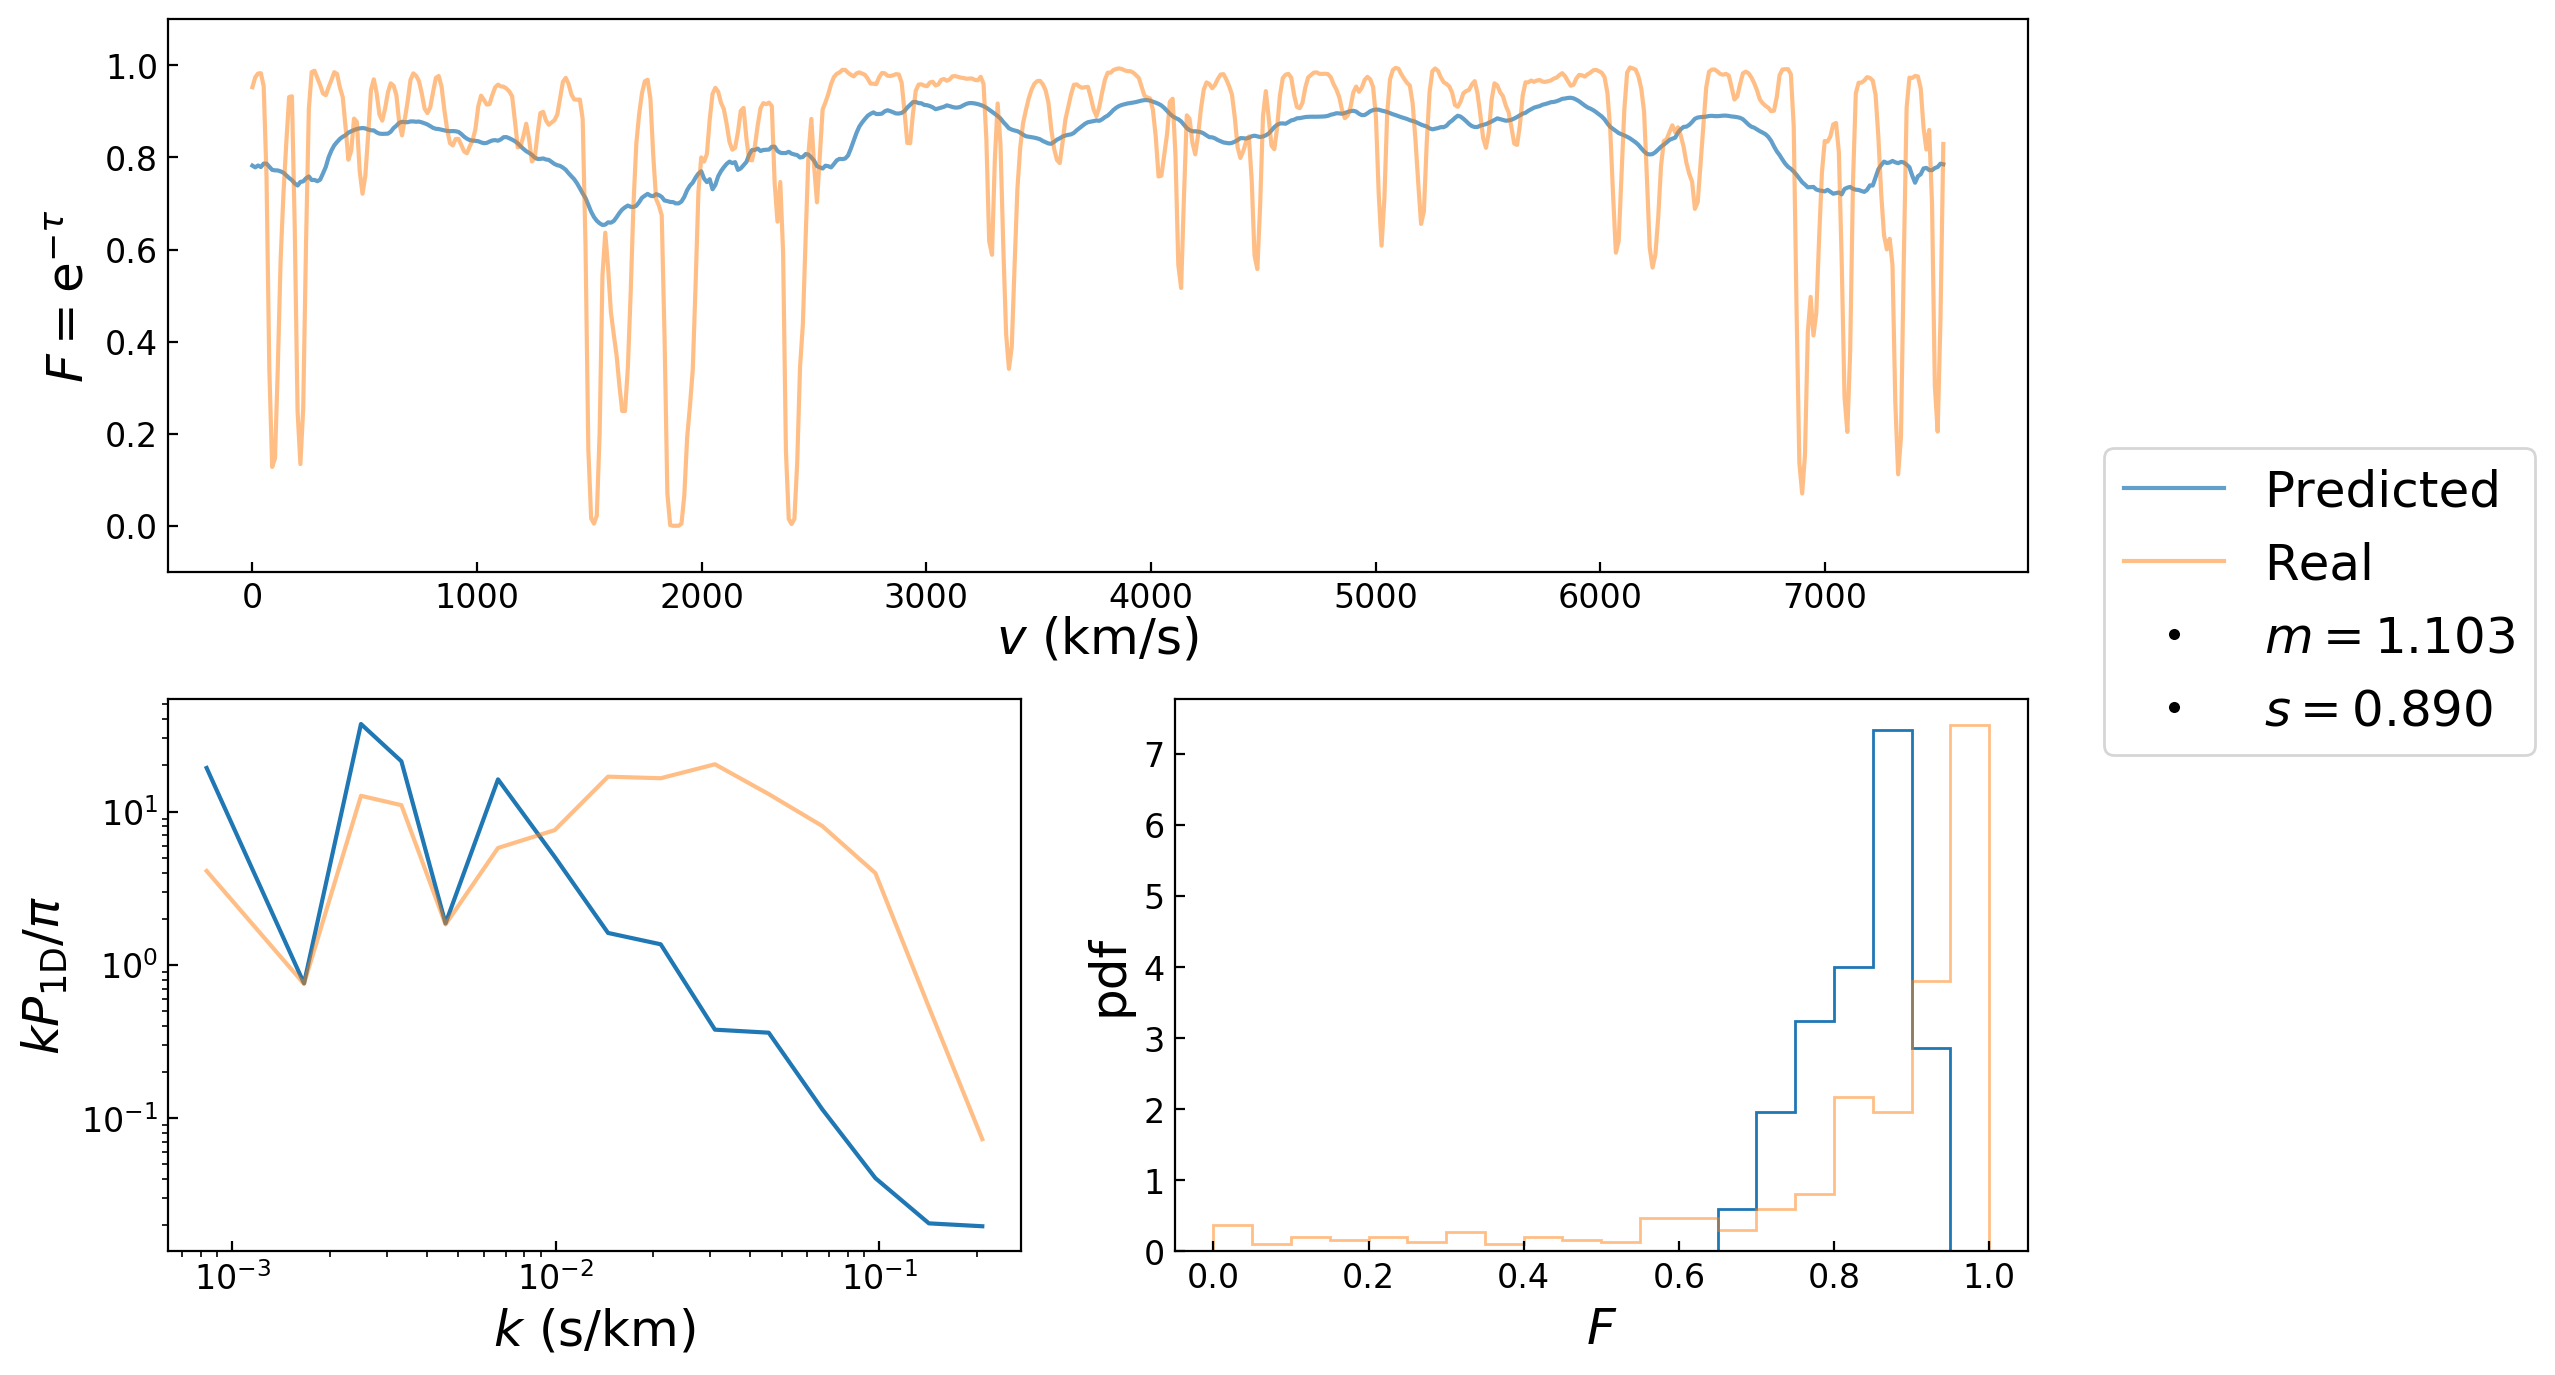 1.0
0.8
0.6
0.4
0.2
0.0
F = e^{−τ}
0 1000 2000 3000 4000 5000 6000 7000
v (km/s)
Predicted
Real
m = 1.103
s = 0.890
10^1
10^0
10^{−1}
kP_{1D}/π
10^{−3} 10^{−2} 10^{−1}
k (s/km)
7
6
5
4
3
2
1
0
pdf
0.0 0.2 0.4 0.6 0.8 1.0
F